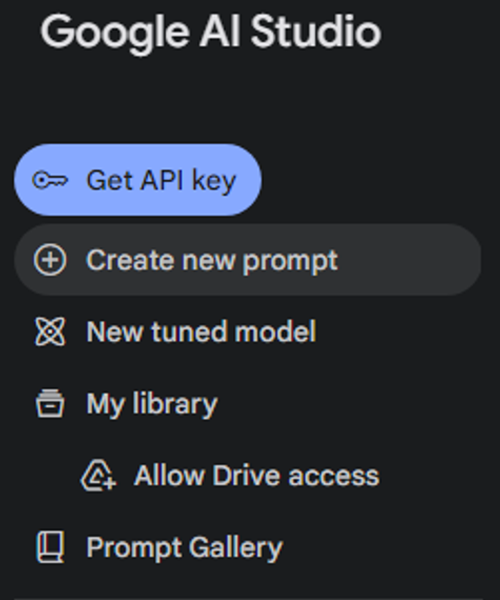 Google AI Studio
Get API key
Create new prompt
New tuned model
My library
Allow Drive access
Prompt Gallery